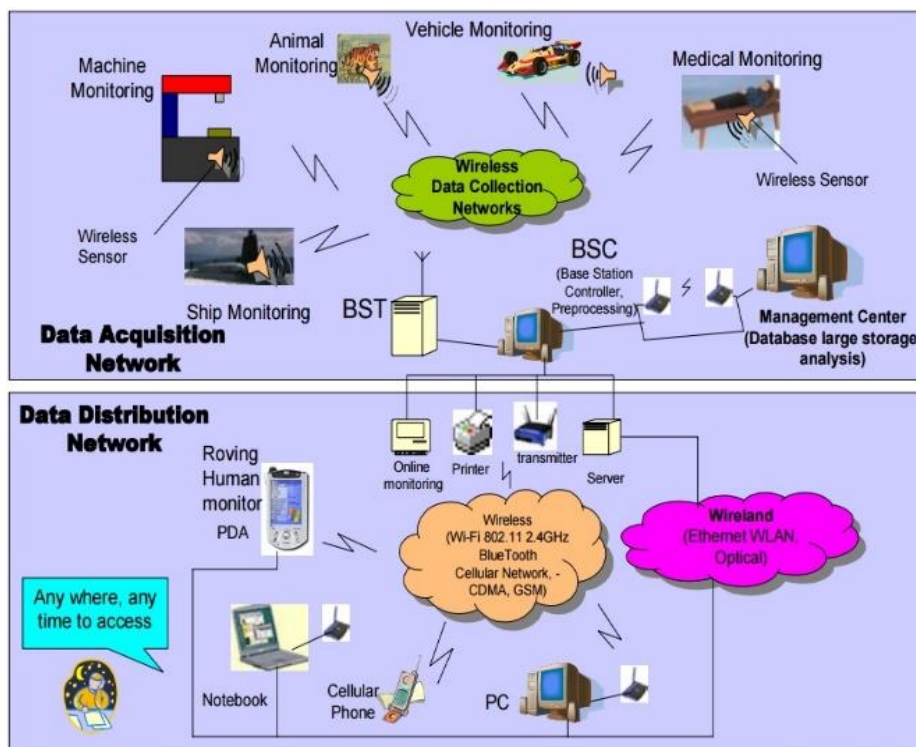 Machine
Monitoring
Animal
Monitoring
Vehicle Monitoring
Medical Monitoring
Wireless
Data Collection
Networks
Wireless Sensor
Wireless
Sensor
Ship Monitoring
BST
BSC
(Base Station
Controller,
Preprocessing)
Management Center
(Database large storage
analysis)
Data Acquisition
Network
Data Distribution
Network
Online
monitoring
Printer
transmitter
Server
Roving
Human
monitor
PDA
Wireless
(Wi-Fi 802.11 2.4GHz
BlueTooth
Cellular Network, -
CDMA, GSM)
Wireland
(Ethernet WLAN,
Optical)
Any where, any
time to access
Notebook
Cellular
Phone
PC